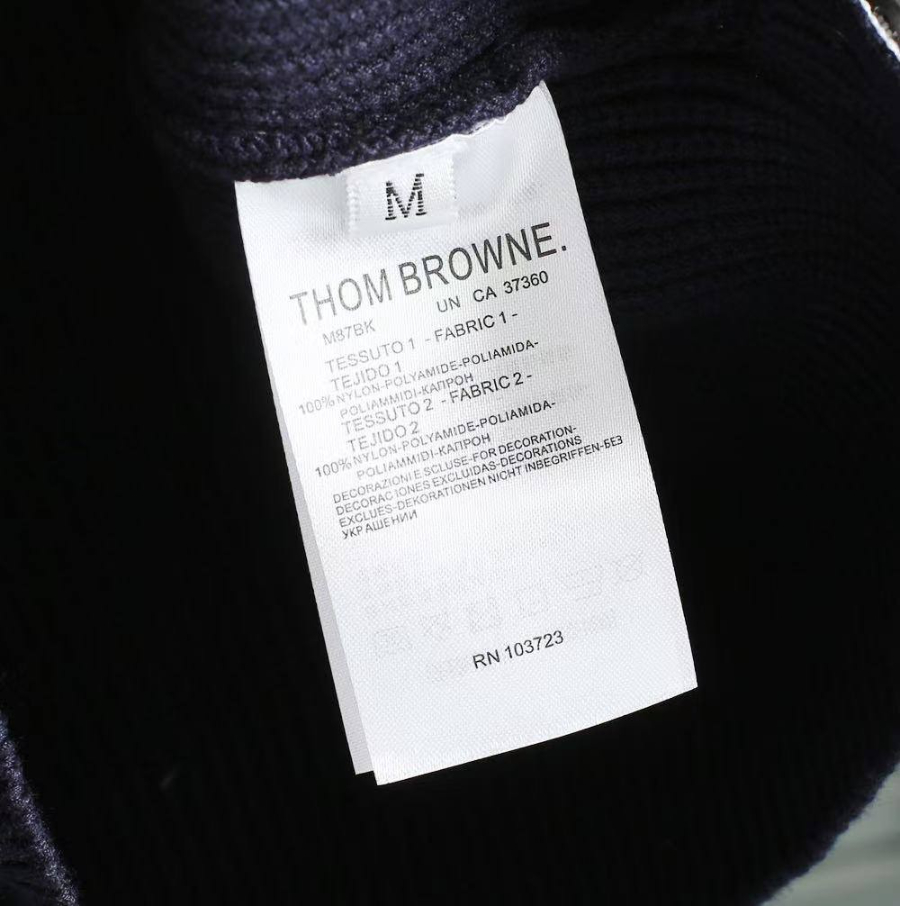 M
THOM BROWNE.
M87BK UN CA 37360
TESSUTO 1 - FABRIC 1 -
TEJIDO 1
100% NYLON-POLYAMIDE-POLIAMIDA-
POLIAMMIDI-КАПРОН
TESSUTO 2 - FABRIC 2 -
TEJIDO 2
100% NYLON-POLYAMIDE-POLIAMIDA-
POLIAMMIDI-КАПРОН
DECORAZIONI ESCLUSE-FOR DECORATION-
DECORACIONES EXCLUIDAS-DECORATIONS
EXCLUES-DEKORATIONEN NICHT INBEGRIFFEN-БЕЗ
УКРАШЕНИИ
RN 103723